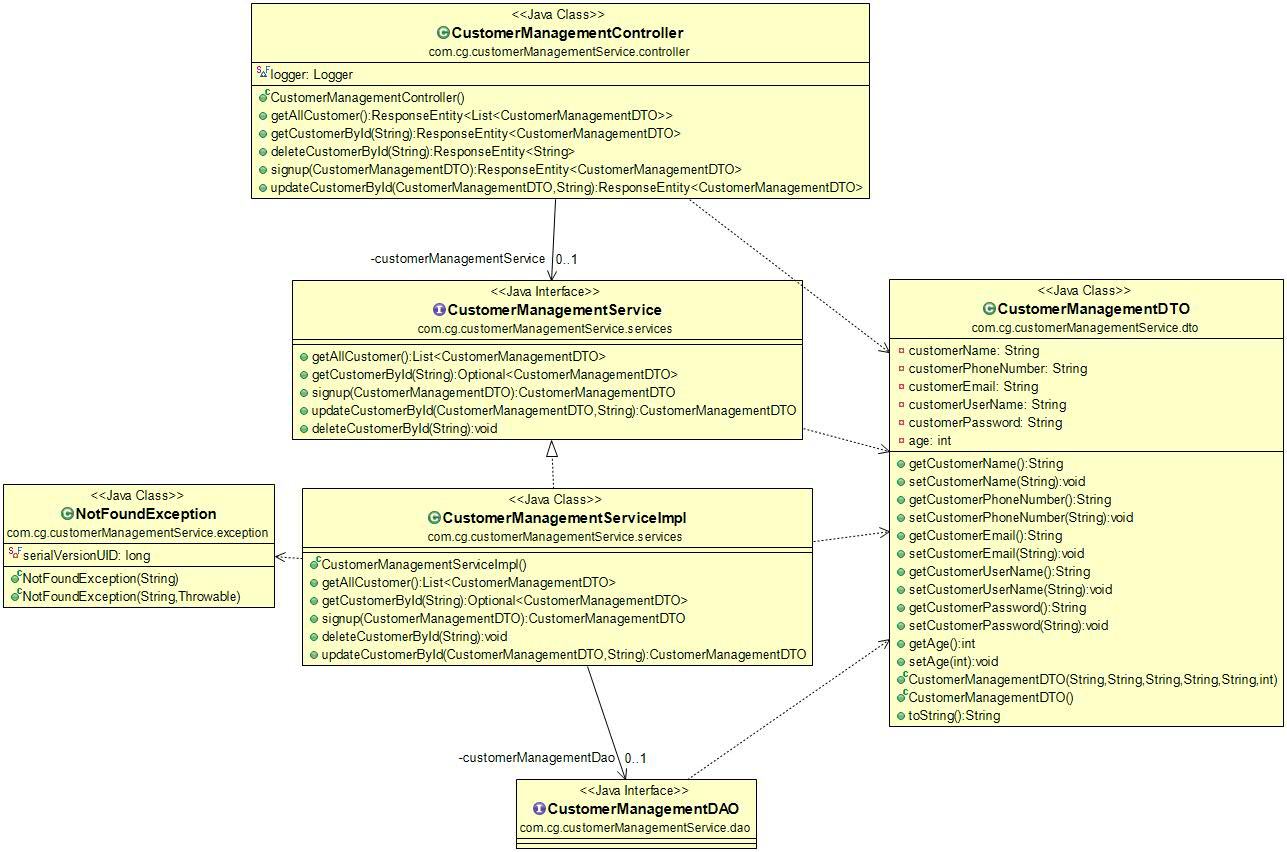 <<Java Class>>
CustomerManagementController
com.cg.customerManagementService.controller
logger: Logger
CustomerManagementController()
getAllCustomer():ResponseEntity<List<CustomerManagementDTO>>
getCustomerById(String):ResponseEntity<CustomerManagementDTO>
deleteCustomerById(String):ResponseEntity<String>
signup(CustomerManagementDTO):ResponseEntity<CustomerManagementDTO>
updateCustomerById(CustomerManagementDTO,String):ResponseEntity<CustomerManagementDTO>
-customerManagementService 0..1
<<Java Interface>>
CustomerManagementService
com.cg.customerManagementService.services
getAllCustomer():List<CustomerManagementDTO>
getCustomerById(String):Optional<CustomerManagementDTO>
signup(CustomerManagementDTO):CustomerManagementDTO
updateCustomerById(CustomerManagementDTO,String):CustomerManagementDTO
deleteCustomerById(String):void
<<Java Class>>
CustomerManagementDTO
com.cg.customerManagementService.dto
customerName: String
customerPhoneNumber: String
customerEmail: String
customerUserName: String
customerPassword: String
age: int
getCustomerName():String
setCustomerName(String):void
getCustomerPhoneNumber():String
setCustomerPhoneNumber(String):void
getCustomerEmail():String
setCustomerEmail(String):void
getCustomerUserName():String
setCustomerUserName(String):void
getCustomerPassword():String
setCustomerPassword(String):void
getAge():int
setAge(int):void
CustomerManagementDTO(String,String,String,String,String,int)
CustomerManagementDTO()
toString():String
<<Java Class>>
NotFoundException
com.cg.customerManagementService.exception
serialVersionUID: long
NotFoundException(String)
NotFoundException(String,Throwable)
<<Java Class>>
CustomerManagementServiceImpl
com.cg.customerManagementService.services
CustomerManagementServiceImpl()
getAllCustomer():List<CustomerManagementDTO>
getCustomerById(String):Optional<CustomerManagementDTO>
signup(CustomerManagementDTO):CustomerManagementDTO
deleteCustomerById(String):void
updateCustomerById(CustomerManagementDTO,String):CustomerManagementDTO
-customerManagementDao 0..1
<<Java Interface>>
CustomerManagementDAO
com.cg.customerManagementService.dao